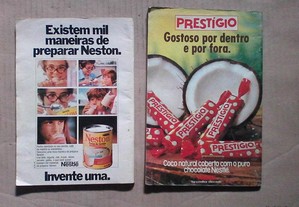 Existem mil
maneiras de
preparar Neston.
Neston
Nestlé
Invente uma.
PRESTÍGIO
Gostoso por dentro
e por fora.
PRESTÍGIO
PRESTÍGIO
PRESTÍGIO
Coco natural coberto com o puro
chocolate Nestlé.